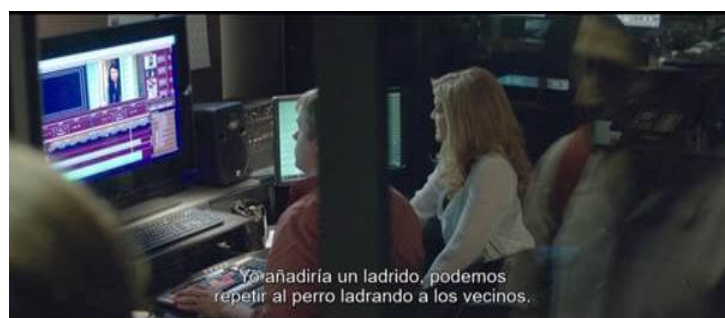 Yo añadiría un ladrido, podemos
repetir al perro ladrando a los vecinos.